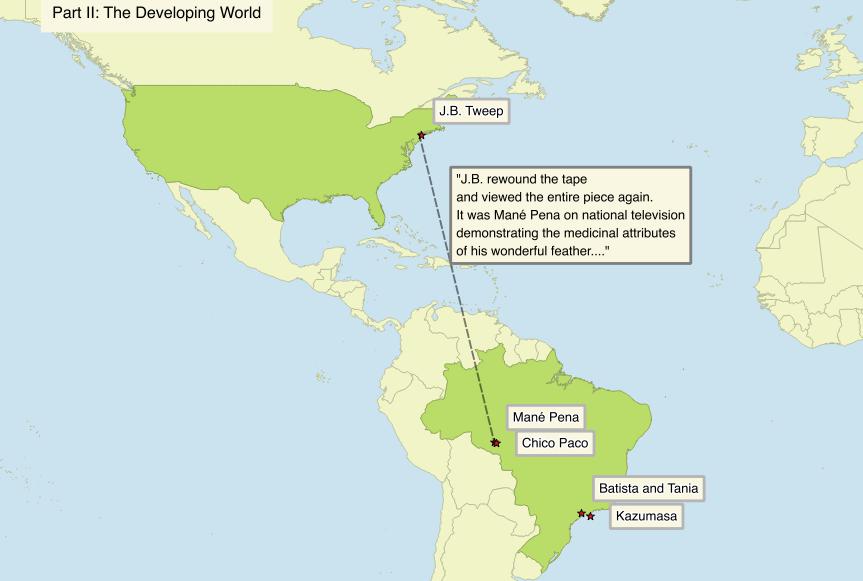 Part II: The Developing World
J.B. Tweep
"J.B. rewound the tape
and viewed the entire piece again.
It was Mané Pena on national television
demonstrating the medicinal attributes
of his wonderful feather...."
Mané Pena
Chico Paco
Batista and Tania
Kazumasa